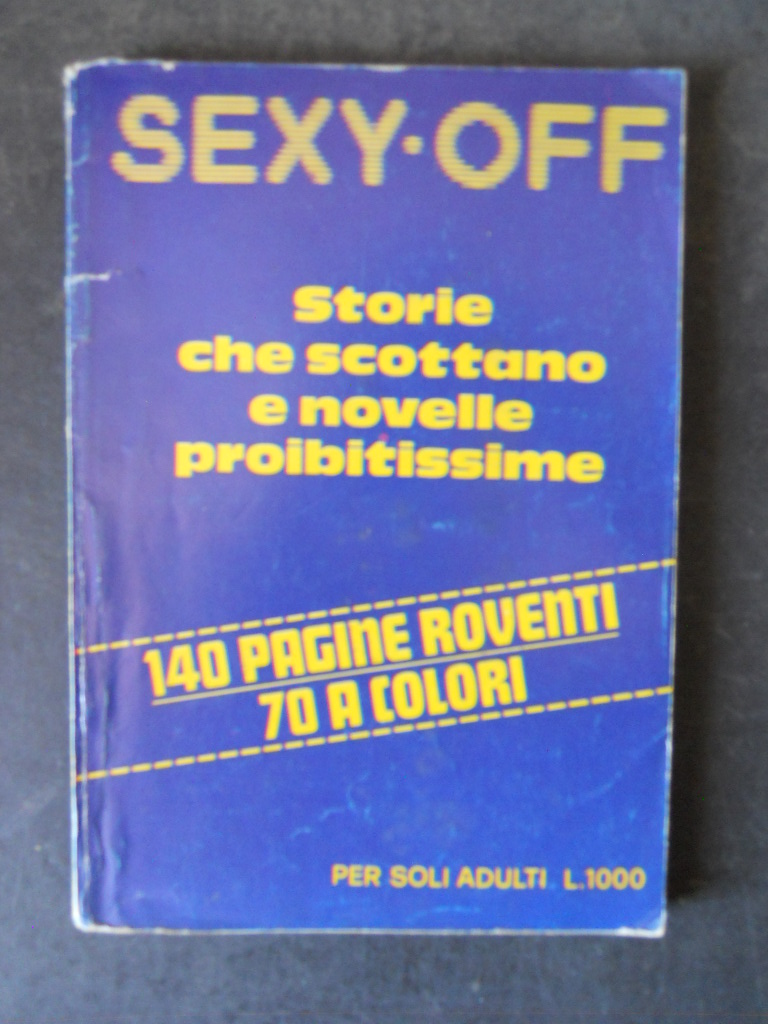 SEXY·OFF
Storie
che scottano
e novelle
proibitissime
140 PAGINE ROVENTI
70 A COLORI
PER SOLI ADULTI L.1000